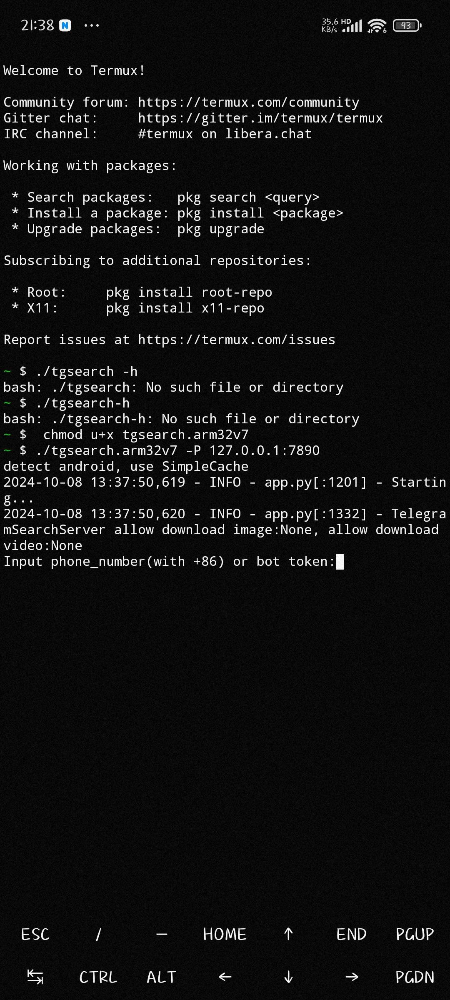 21:38 N ... 35.6 KB/s HD 6 93
Welcome to Termux!
Community forum: https://termux.com/community
Gitter chat:     https://gitter.im/termux/termux
IRC channel:     #termux on libera.chat
Working with packages:
 * Search packages:   pkg search <query>
 * Install a package: pkg install <package>
 * Upgrade packages:  pkg upgrade
Subscribing to additional repositories:
 * Root:     pkg install root-repo
 * X11:      pkg install x11-repo
Report issues at https://termux.com/issues
~ $ ./tgsearch -h
bash: ./tgsearch: No such file or directory
~ $ ./tgsearch-h
bash: ./tgsearch-h: No such file or directory
~ $  chmod u+x tgsearch.arm32v7
~ $ ./tgsearch.arm32v7 -P 127.0.0.1:7890
detect android, use SimpleCache
2024-10-08 13:37:50,619 - INFO - app.py[:1201] - Startin
g...
2024-10-08 13:37:50,620 - INFO - app.py[:1332] - Telegra
mSearchServer allow download image:None, allow download
video:None
Input phone_number(with +86) or bot token:
ESC / — HOME ↑ END PGUP
↹ CTRL ALT ← ↓ → PGDN